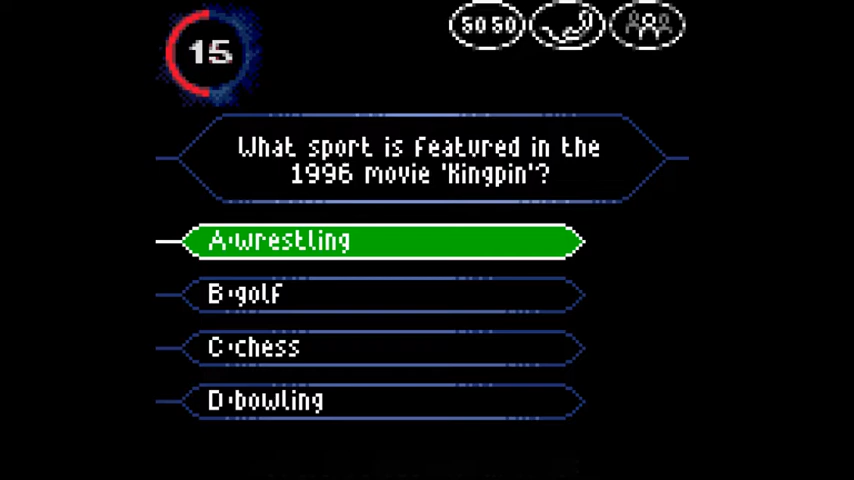 15
50 50
What sport is featured in the
1996 movie 'Kingpin'?
A·wrestling
B·golf
C·chess
D·bowling